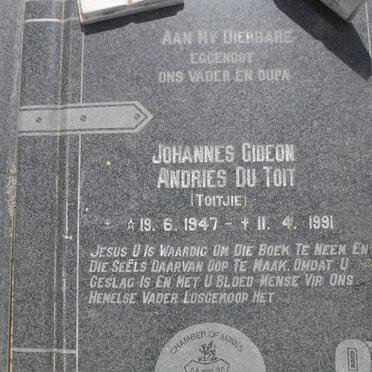 AAN MY DIERBARE
EGGENOOT
ONS VADER EN OUPA
JOHANNES GIDEON
ANDRIES DU TOIT
(TOITJIE)
☆ 19. 6. 1947 - ✝ 11. 4. 1991
JESUS U IS WAARDIG OM DIE BOEK TE NEEM EN
DIE SEËLS DAARVAN OOP TE MAAK. OMDAT U
GESLAG IS EN MET U BLOED MENSE VIR ONS
HEMELSE VADER LOSGEKOOP HET
CHAMBER OF MINES